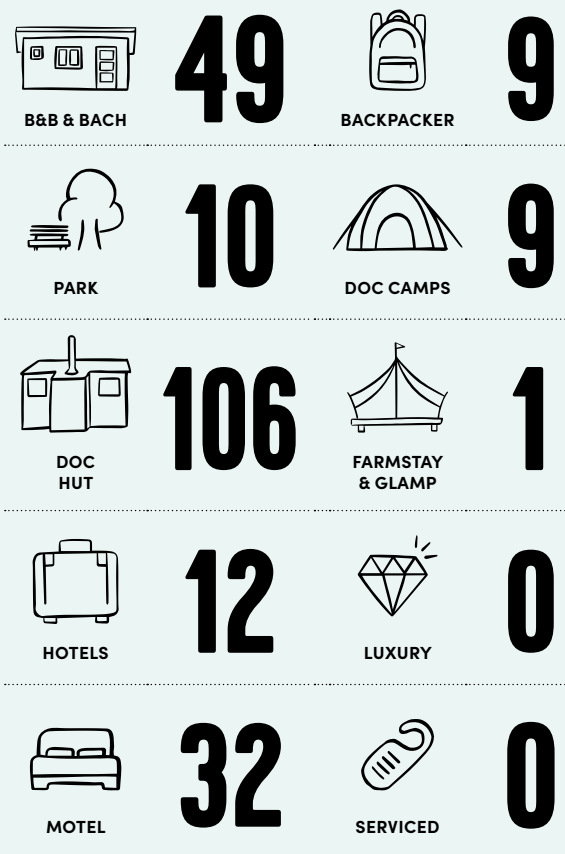 49 9
B&B & BACH BACKPACKER
10 9
PARK DOC CAMPS
106 1
DOC FARMSTAY
HUT & GLAMP
12 0
HOTELS LUXURY
32 0
MOTEL SERVICED